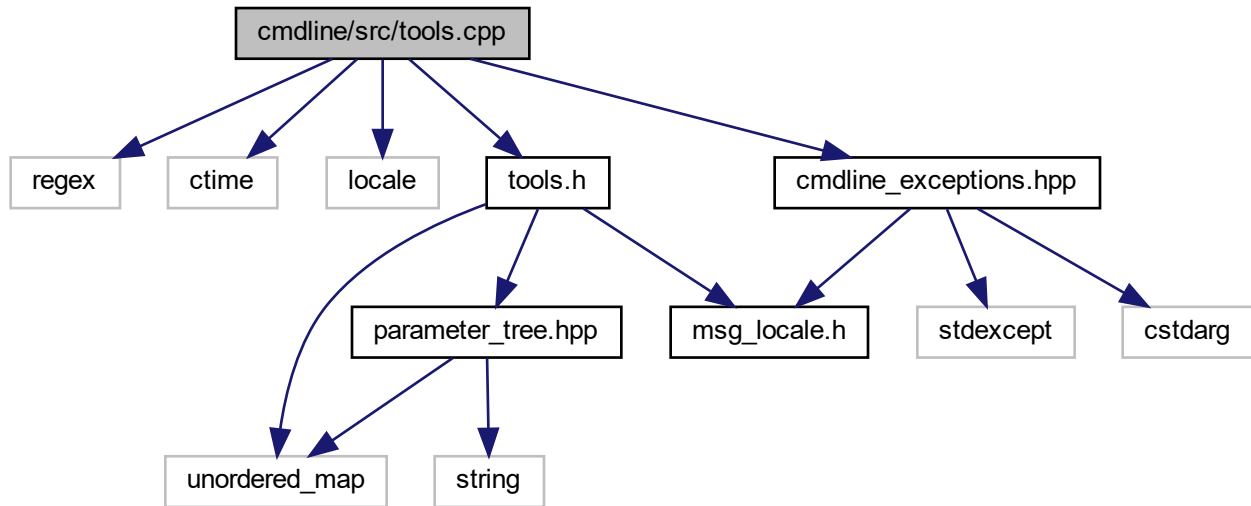 cmdline/src/tools.cpp
regex
ctime
locale
tools.h
cmdline_exceptions.hpp
parameter_tree.hpp
msg_locale.h
stdexcept
cstdarg
unordered_map
string